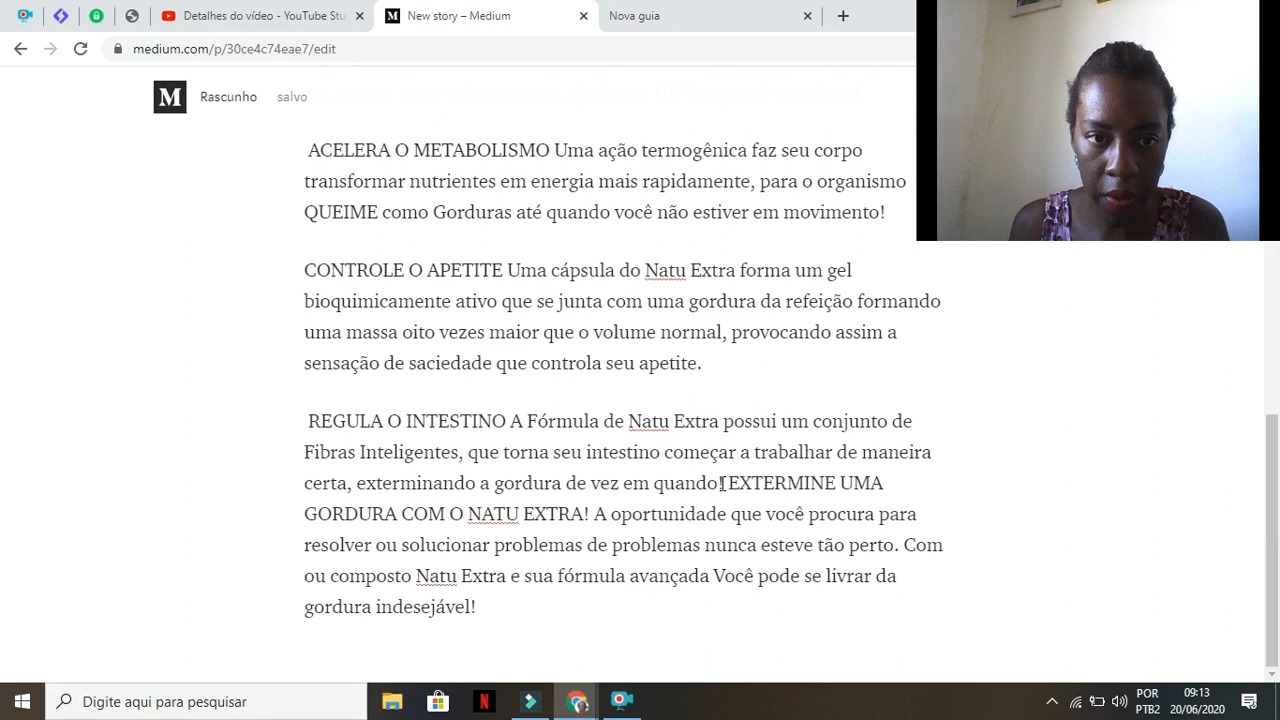 Detalhes do vídeo - YouTube Stu
New story – Medium
Nova guia
medium.com/p/30ce4c74eae7/edit
M
Rascunho
salvo
ACELERA O METABOLISMO Uma ação termogênica faz seu corpo
transformar nutrientes em energia mais rapidamente, para o organismo
QUEIME como Gorduras até quando você não estiver em movimento!
CONTROLE O APETITE Uma cápsula do Natu Extra forma um gel
bioquimicamente ativo que se junta com uma gordura da refeição formando
uma massa oito vezes maior que o volume normal, provocando assim a
sensação de saciedade que controla seu apetite.
REGULA O INTESTINO A Fórmula de Natu Extra possui um conjunto de
Fibras Inteligentes, que torna seu intestino começar a trabalhar de maneira
certa, exterminando a gordura de vez em quando! EXTERMINE UMA
GORDURA COM O NATU EXTRA! A oportunidade que você procura para
resolver ou solucionar problemas de problemas nunca esteve tão perto. Com
ou composto Natu Extra e sua fórmula avançada Você pode se livrar da
gordura indesejável!
Digite aqui para pesquisar
POR
PTB2
09:13
20/06/2020